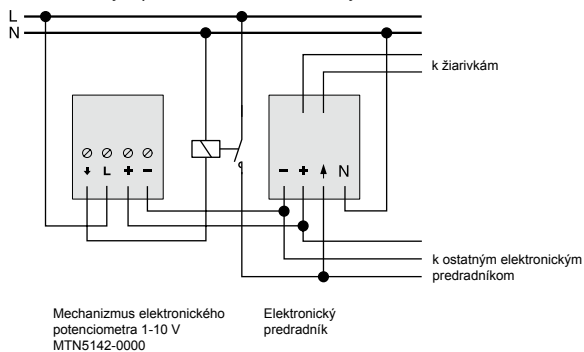 L
N
k žiarivkám
L + −
− + N
k ostatným elektronickým
predradníkom
Mechanizmus elektronického
potenciometra 1-10 V
MTN5142-0000
Elektronický
predradník